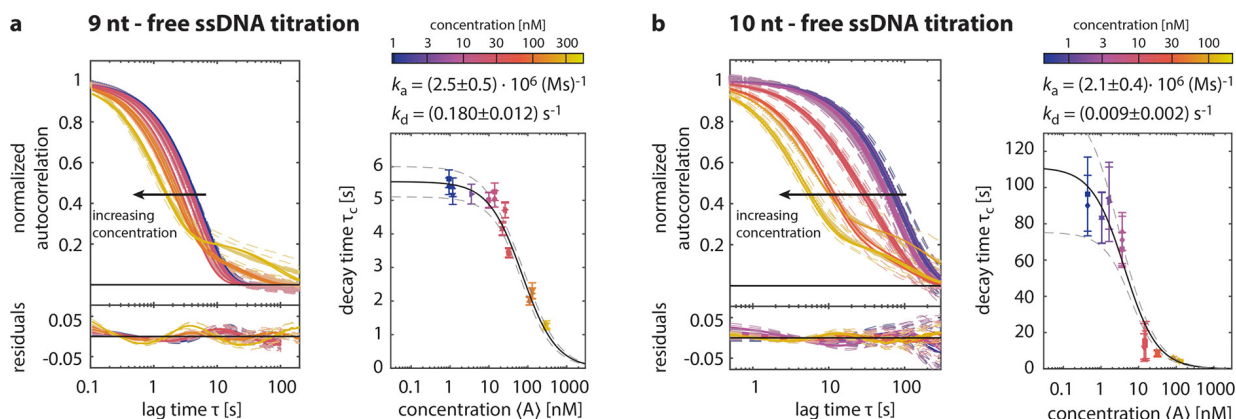 a 9 nt - free ssDNA titration
concentration [nM]
1 3 10 30 100 300
kₐ = (2.5±0.5) · 10⁶ (Ms)⁻¹
k_d = (0.180±0.012) s⁻¹
normalized
autocorrelation
1
0.8
0.6
0.4
0.2
increasing
concentration
residuals
0.05
-0.05
0.1 1 10 100
lag time τ [s]
decay time τ_c [s]
6
5
4
3
2
1
0
0.1 1 10 100 1000
concentration ⟨A⟩ [nM]
b 10 nt - free ssDNA titration
concentration [nM]
1 3 10 30 100
kₐ = (2.1±0.4) · 10⁶ (Ms)⁻¹
k_d = (0.009±0.002) s⁻¹
normalized
autocorrelation
1
0.8
0.6
0.4
0.2
increasing
concentration
residuals
0.05
-0.05
1 10 100
lag time τ [s]
decay time τ_c [s]
120
100
80
60
40
20
0
0.1 1 10 100 1000
concentration ⟨A⟩ [nM]